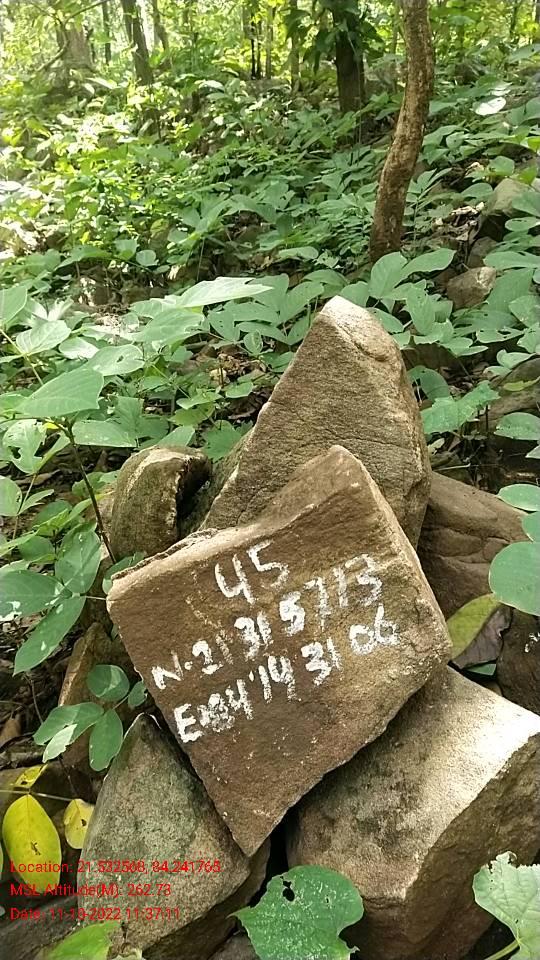 45
N-21 31 57 13
E-84 14 31 06
Location: 21.532568, 84.241765
MSL Altitude(M): 262.73
Date: 11-10-2022 11:37:11